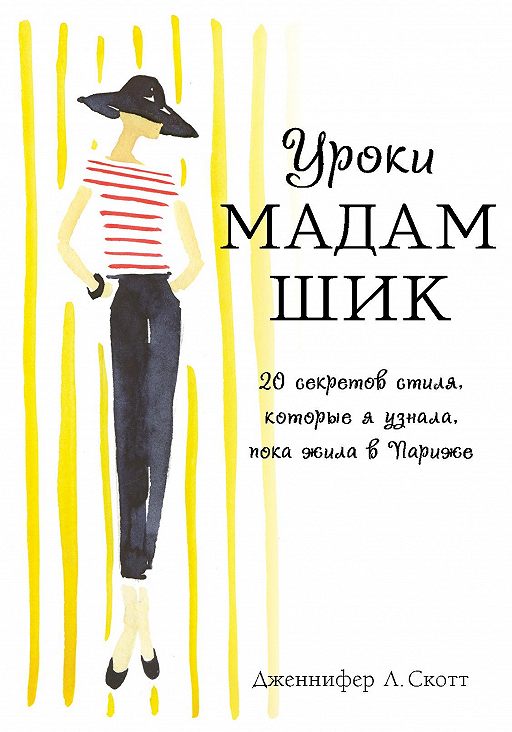 Уроки
МАДАМ
ШИК
20 секретов стиля,
которые я узнала,
пока жила в Париже
Дженнифер Л. Скотт